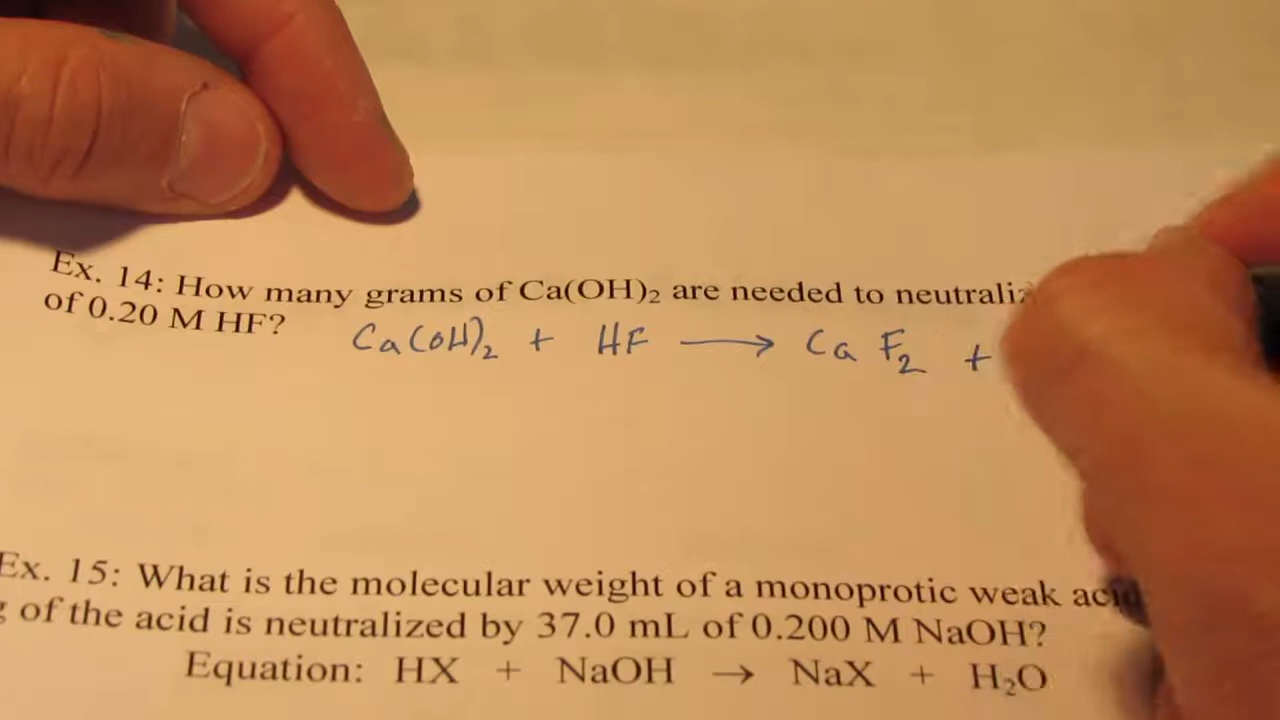 Ex. 14: How many grams of Ca(OH)₂ are needed to
of 0.20 M HF?
Ca(OH)₂ + HF → CaF₂ +
Ex. 15: What is the molecular weight of a monoprotic weak acid
of the acid is neutralized by 37.0 mL of 0.200 M NaOH?
Equation: HX + NaOH → NaX + H₂O